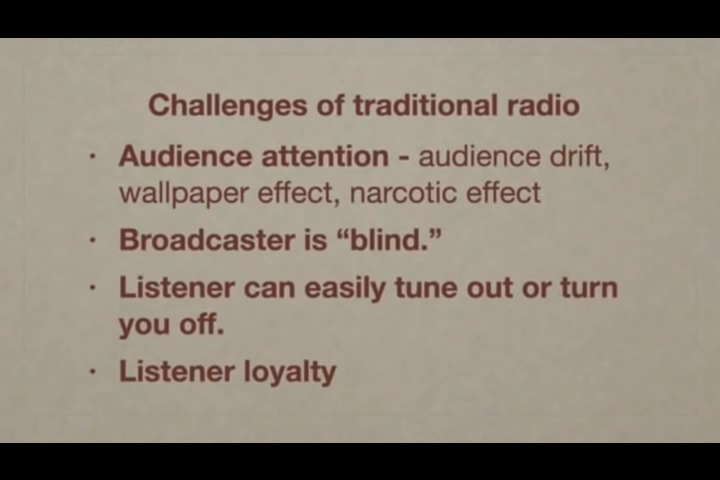 Challenges of traditional radio
· Audience attention - audience drift,
wallpaper effect, narcotic effect
· Broadcaster is “blind.”
· Listener can easily tune out or turn
you off.
· Listener loyalty